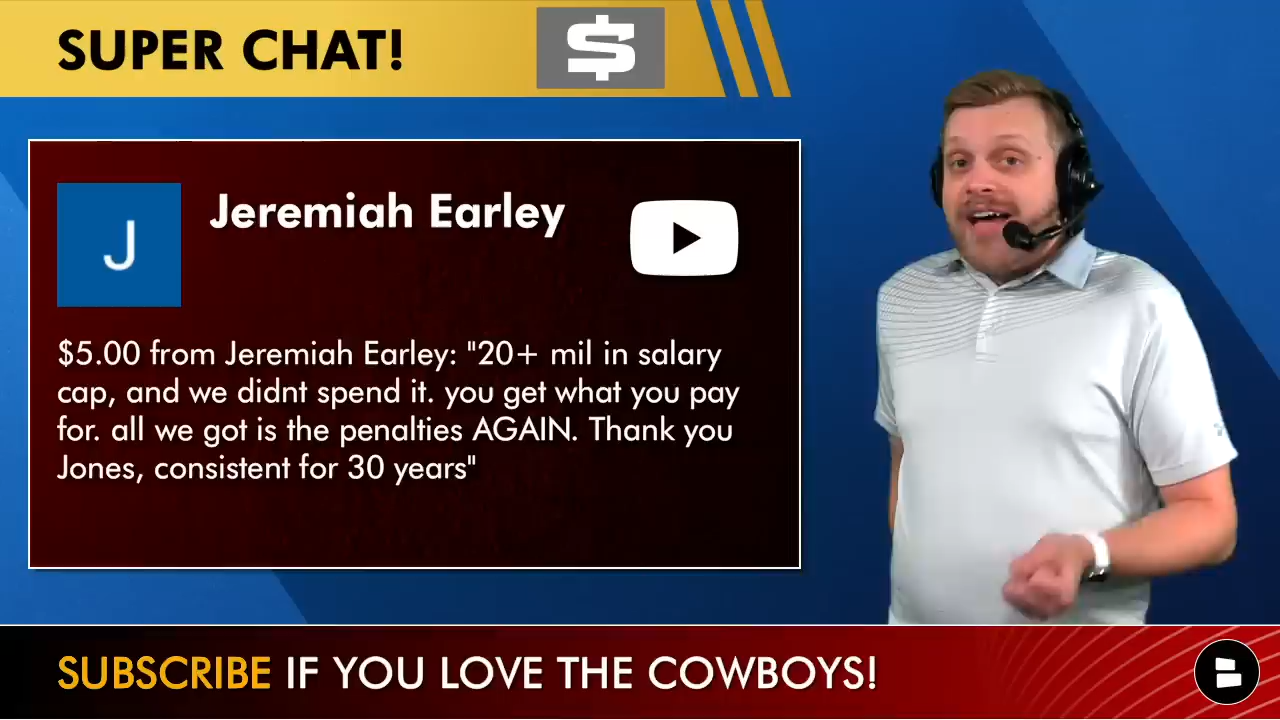 SUPER CHAT!
$
J
Jeremiah Earley
$5.00 from Jeremiah Earley: "20+ mil in salary
cap, and we didnt spend it. you get what you pay
for. all we got is the penalties AGAIN. Thank you
Jones, consistent for 30 years"
SUBSCRIBE IF YOU LOVE THE COWBOYS!